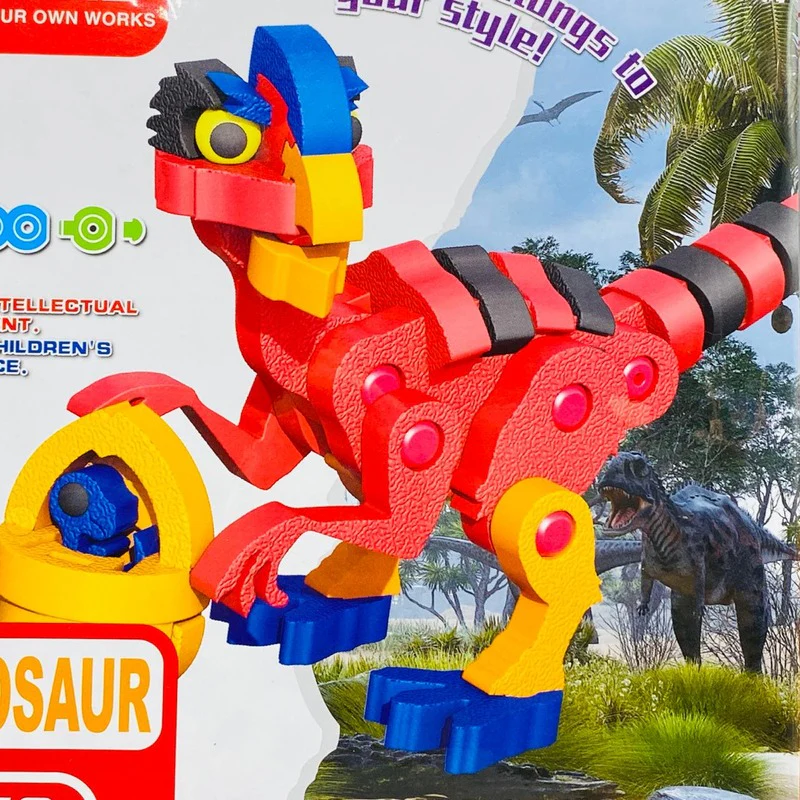 UR OWN WORKS
ongs to
your style!
TELLECTUAL
NT.
HILDREN'S
CE.
OSAUR